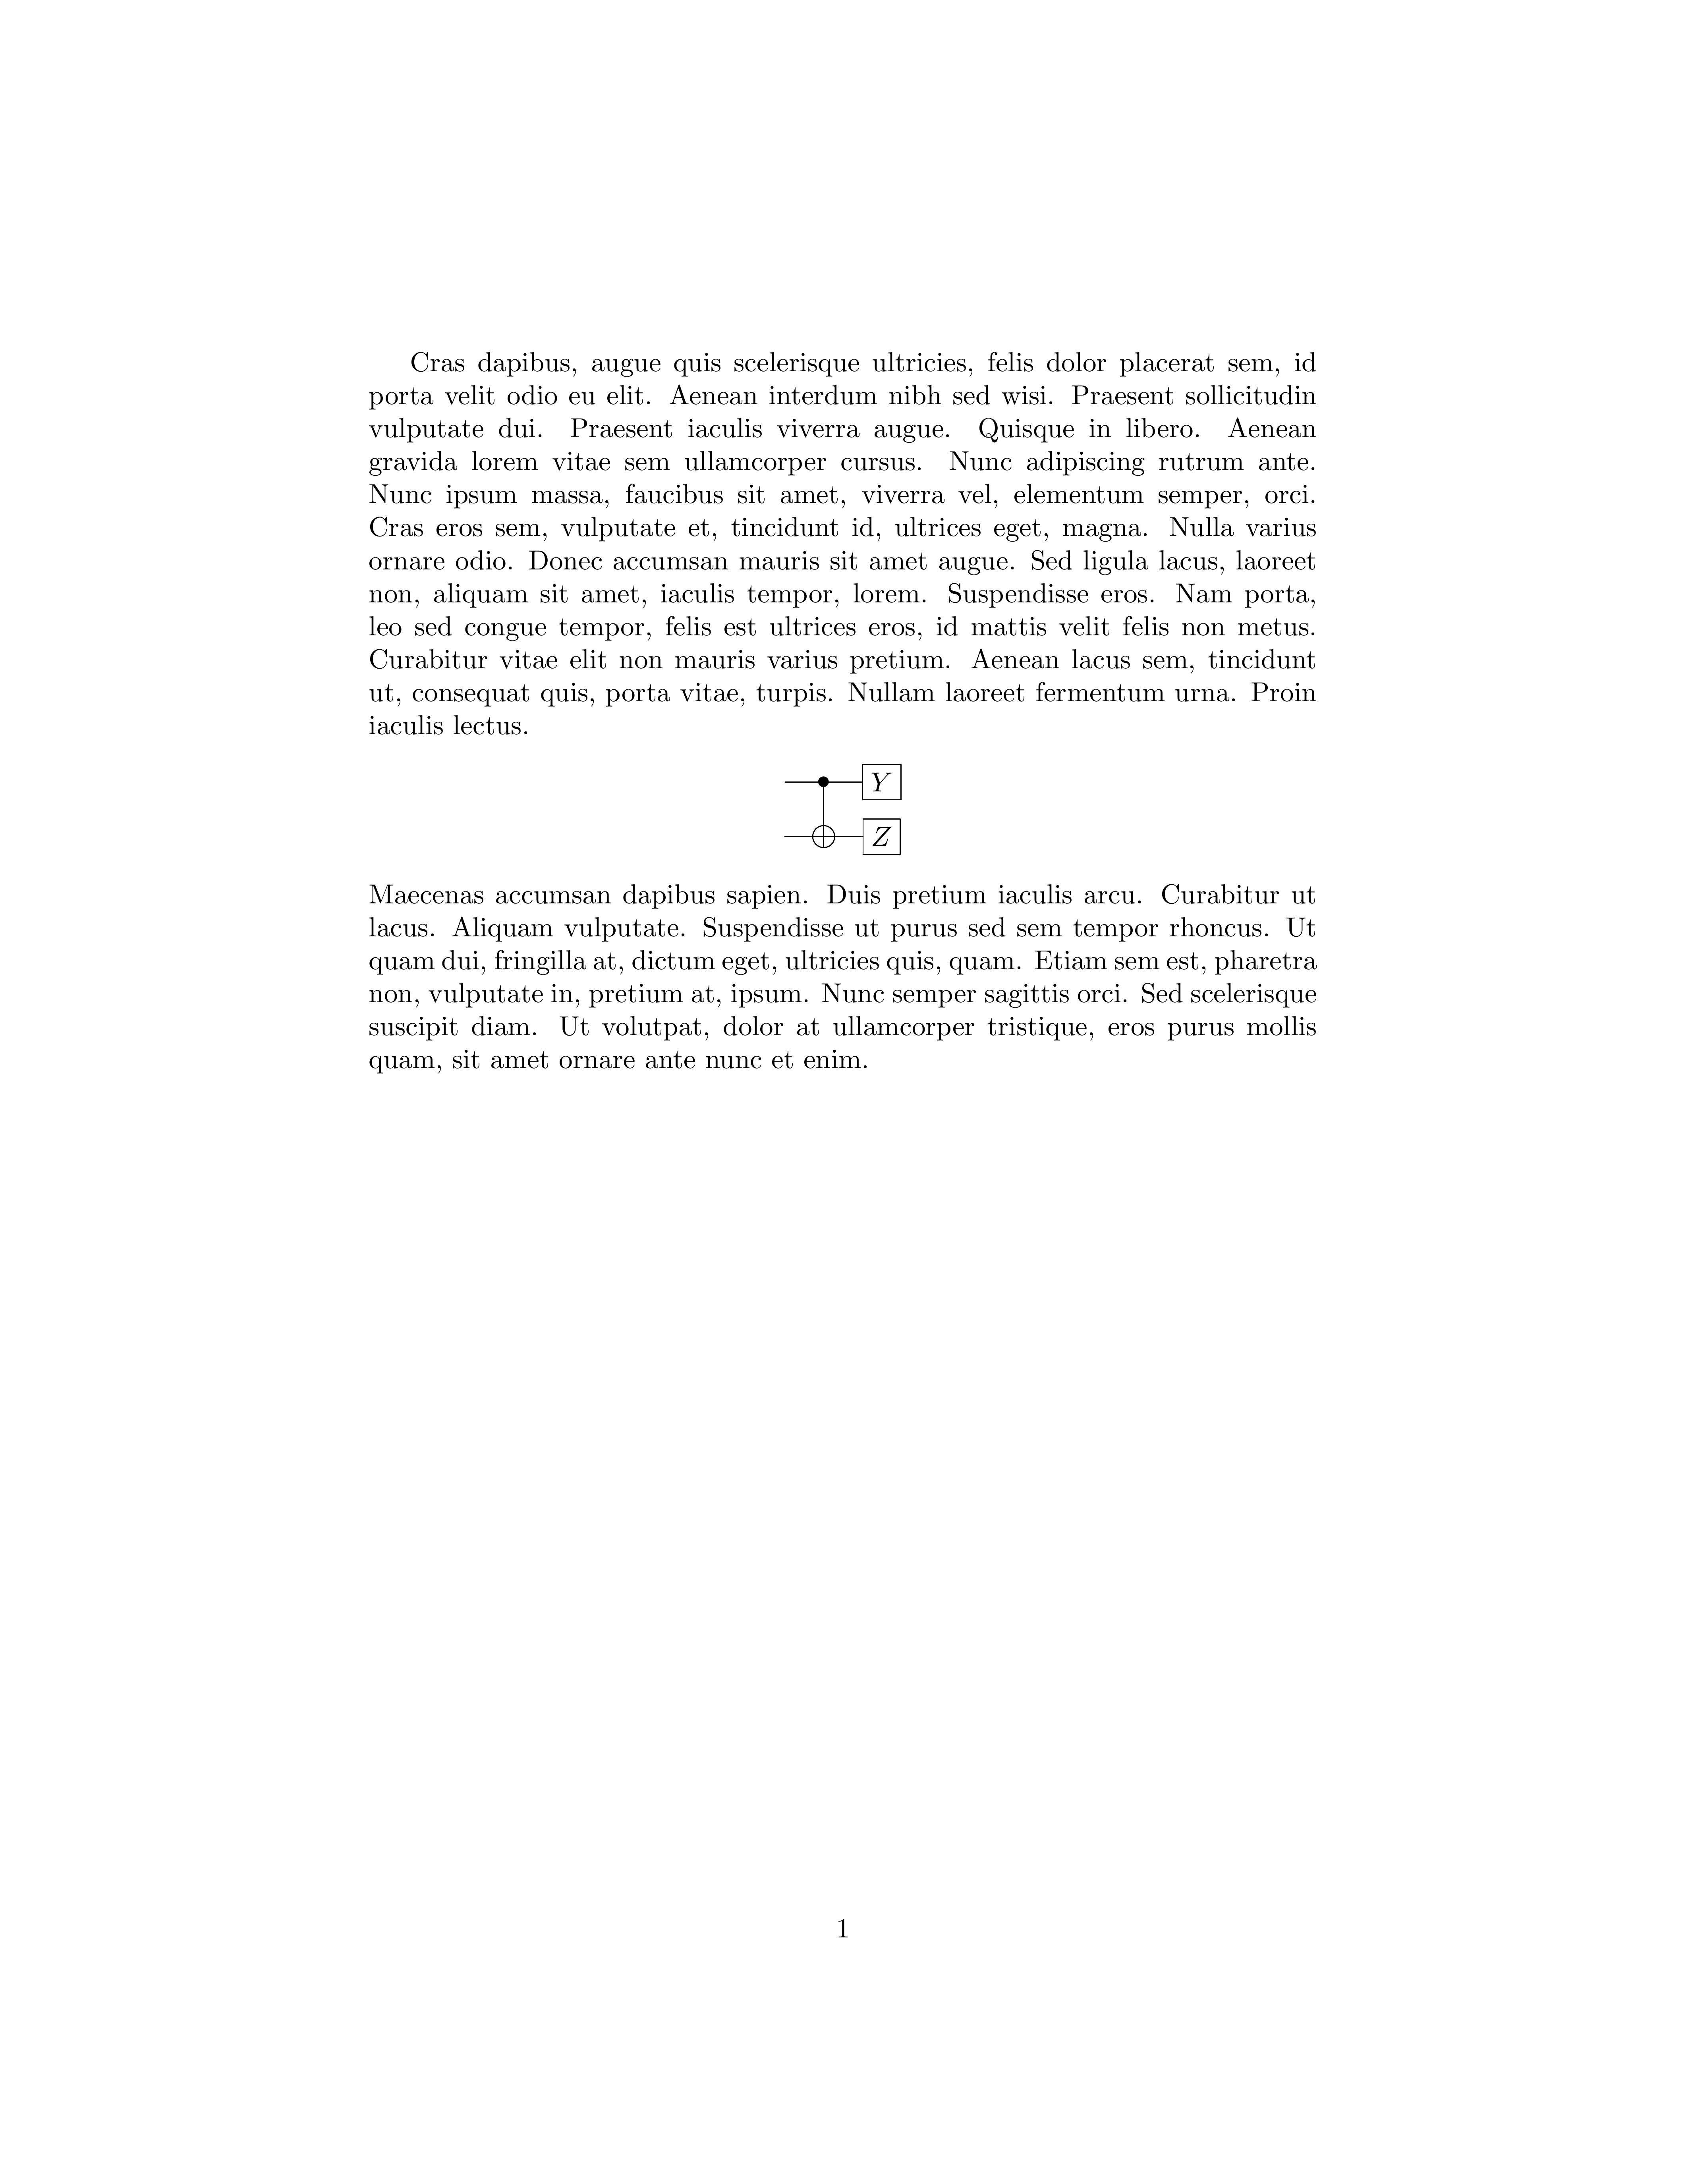 Cras dapibus, augue quis scelerisque ultricies, felis dolor placerat sem, id
porta velit odio eu elit. Aenean interdum nibh sed wisi. Praesent sollicitudin
vulputate dui. Praesent iaculis viverra augue. Quisque in libero. Aenean
gravida lorem vitae sem ullamcorper cursus. Nunc adipiscing rutrum ante.
Nunc ipsum massa, faucibus sit amet, viverra vel, elementum semper, orci.
Cras eros sem, vulputate et, tincidunt id, ultrices eget, magna. Nulla varius
ornare odio. Donec accumsan mauris sit amet augue. Sed ligula lacus, laoreet
non, aliquam sit amet, iaculis tempor, lorem. Suspendisse eros. Nam porta,
leo sed congue tempor, felis est ultrices eros, id mattis velit felis non metus.
Curabitur vitae elit non mauris varius pretium. Aenean lacus sem, tincidunt
ut, consequat quis, porta vitae, turpis. Nullam laoreet fermentum urna. Proin
iaculis lectus.
Y
Z
Maecenas accumsan dapibus sapien. Duis pretium iaculis arcu. Curabitur ut
lacus. Aliquam vulputate. Suspendisse ut purus sed sem tempor rhoncus. Ut
quam dui, fringilla at, dictum eget, ultricies quis, quam. Etiam sem est, pharetra
non, vulputate in, pretium at, ipsum. Nunc semper sagittis orci. Sed scelerisque
suscipit diam. Ut volutpat, dolor at ullamcorper tristique, eros purus mollis
quam, sit amet ornare ante nunc et enim.
1